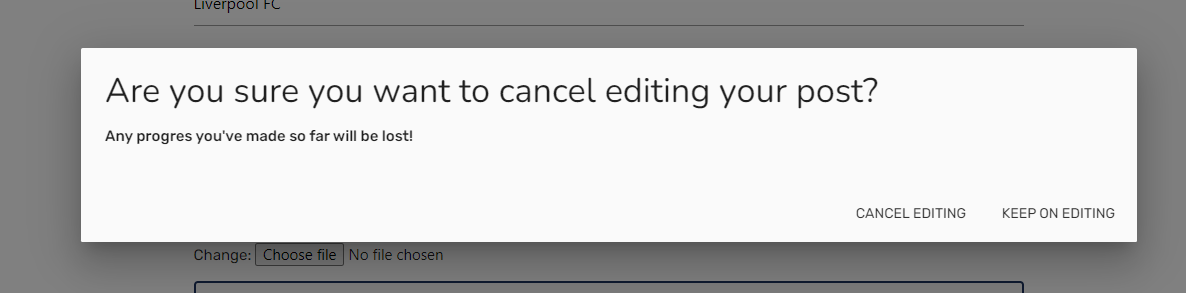 Liverpool FC
Are you sure you want to cancel editing your post?
Any progres you've made so far will be lost!
CANCEL EDITING KEEP ON EDITING
Change: Choose file No file chosen